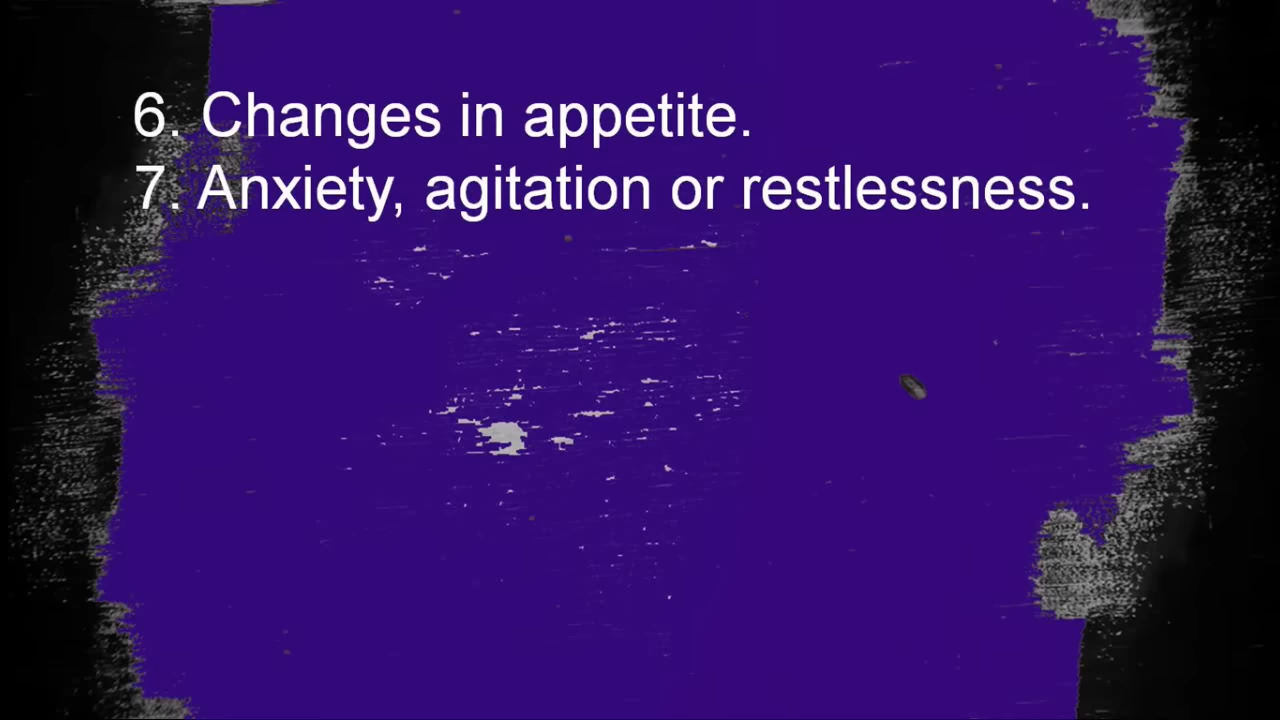 6. Changes in appetite.
7. Anxiety, agitation or restlessness.